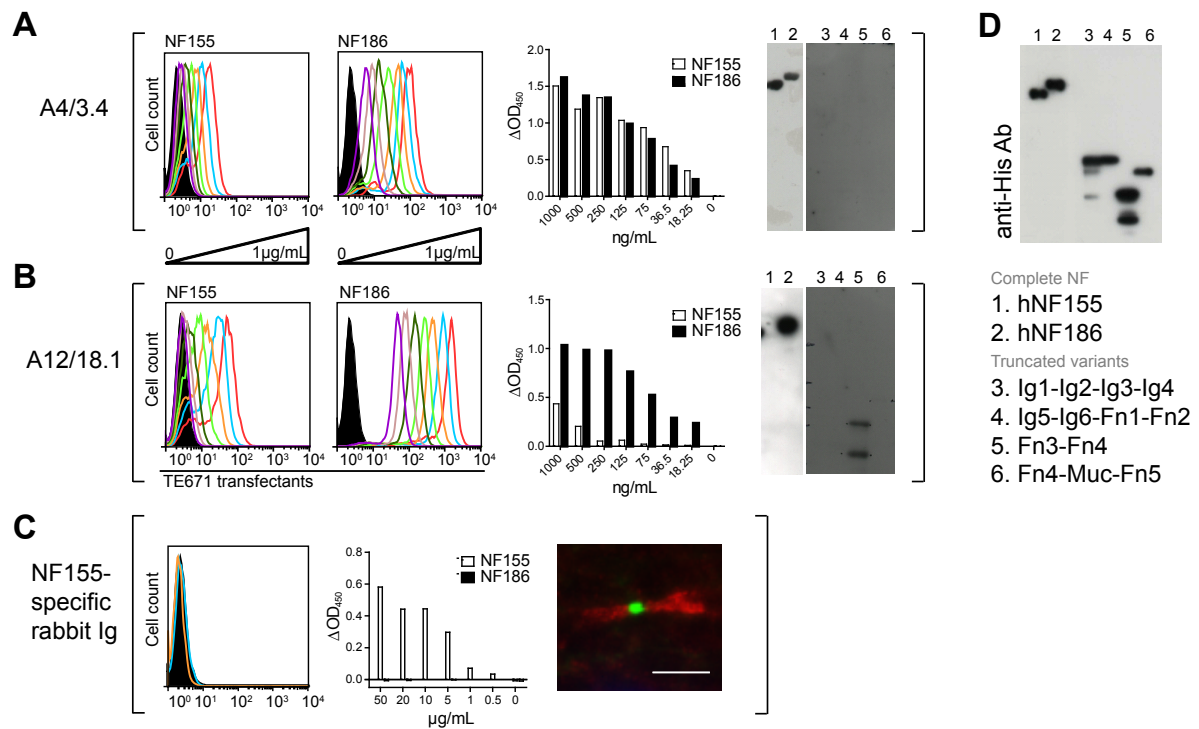 A
A4/3.4
NF155
NF186
Cell count
10⁰ 10¹ 10² 10³ 10⁴
10⁰ 10¹ 10² 10³ 10⁴
0 1µg/mL
0 1µg/mL
ΔOD₄₅₀
2.0
1.5
1.0
0.5
0.0
NF155
NF186
1000 500 250 125 75 36.5 18.25 0
ng/mL
1 2 3 4 5 6
B
A12/18.1
NF155
NF186
Cell count
10⁰ 10¹ 10² 10³ 10⁴
10⁰ 10¹ 10² 10³ 10⁴
TE671 transfectants
ΔOD₄₅₀
1.5
1.0
0.5
0.0
NF155
NF186
1000 500 250 125 75 36.5 18.25 0
ng/mL
1 2 3 4 5 6
C
NF155-
specific
rabbit Ig
Cell count
10⁰ 10¹ 10² 10³ 10⁴
ΔOD₄₅₀
0.8
0.6
0.4
0.2
0.0
NF155
NF186
50 20 10 5 1 0.5 0
µg/mL
D
1 2 3 4 5 6
anti-His Ab
Complete NF
1. hNF155
2. hNF186
Truncated variants
3. Ig1-Ig2-Ig3-Ig4
4. Ig5-Ig6-Fn1-Fn2
5. Fn3-Fn4
6. Fn4-Muc-Fn5